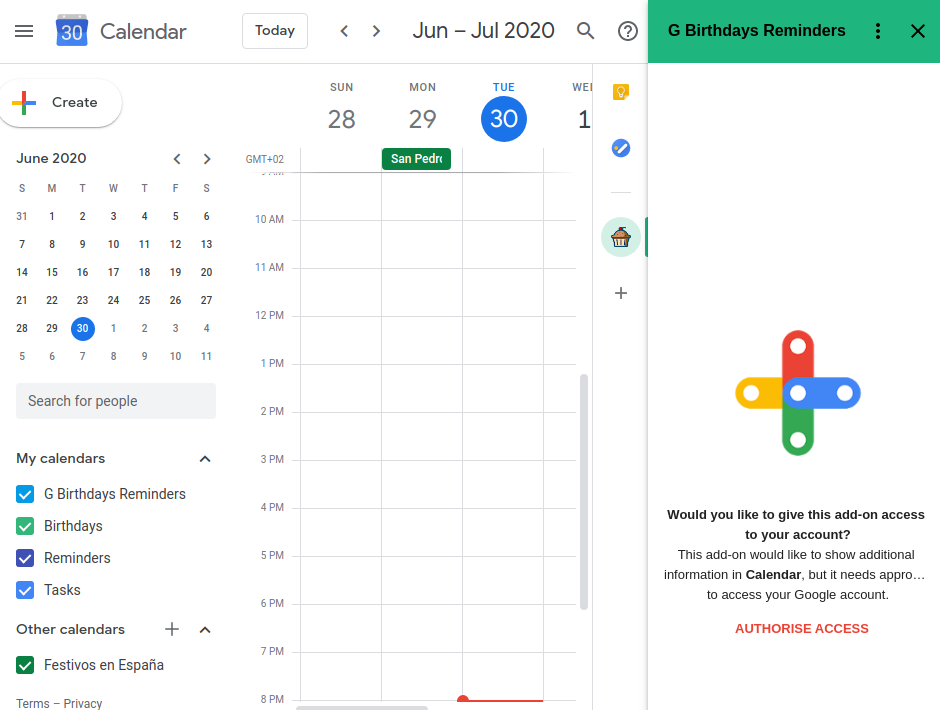 30
Calendar
Today
Jun – Jul 2020
G Birthdays Reminders
Create
June 2020
S M T W T F S
31 1 2 3 4 5 6
7 8 9 10 11 12 13
14 15 16 17 18 19 20
21 22 23 24 25 26 27
28 29 30 1 2 3 4
5 6 7 8 9 10 11
Search for people
My calendars
G Birthdays Reminders
Birthdays
Reminders
Tasks
Other calendars
Festivos en España
Terms – Privacy
SUN MON TUE WE
28 29 30 1
GMT+02
San Pedr
9 AM
10 AM
11 AM
12 PM
1 PM
2 PM
3 PM
4 PM
5 PM
6 PM
7 PM
8 PM
Would you like to give this add-on access
to your account?
This add-on would like to show additional
information in Calendar, but it needs appro…
to access your Google account.
AUTHORISE ACCESS